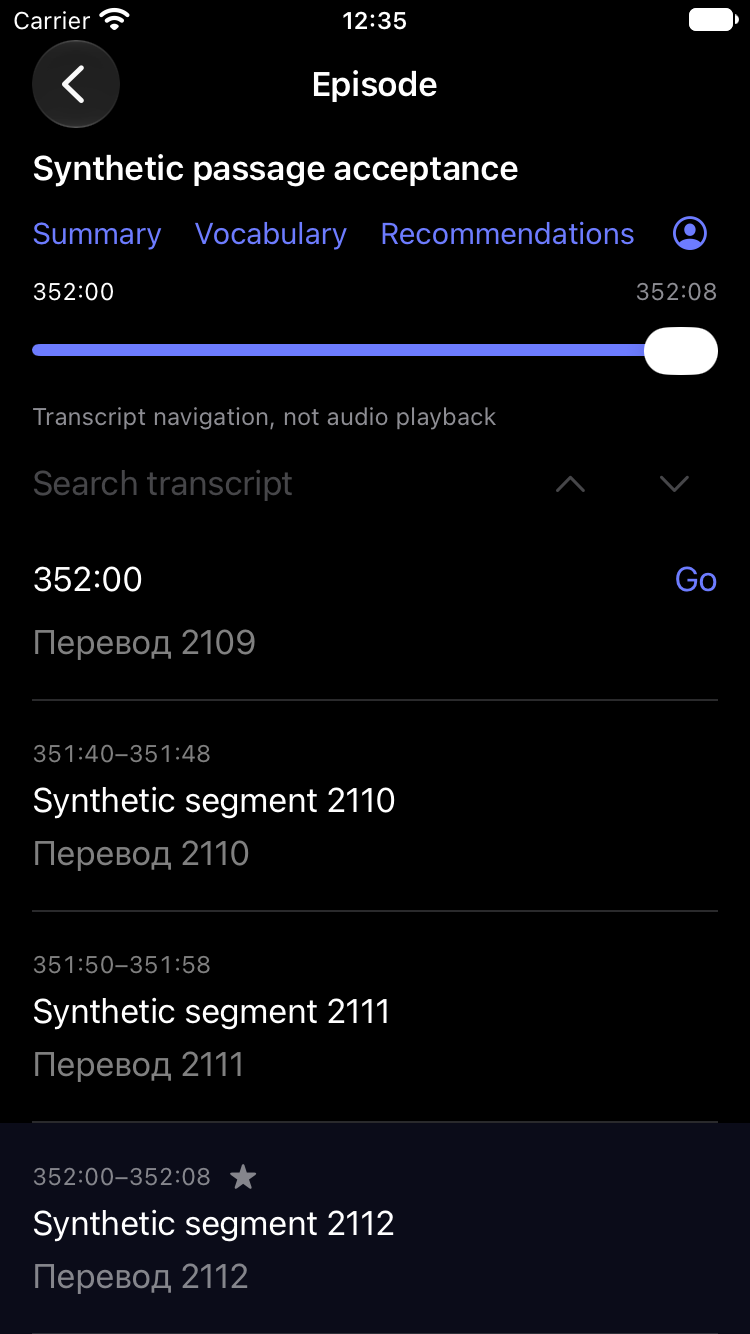 Carrier 12:35
Episode
Synthetic passage acceptance
Summary Vocabulary Recommendations
352:00 352:08
Transcript navigation, not audio playback
Search transcript
352:00 Go
Перевод 2109
351:40–351:48
Synthetic segment 2110
Перевод 2110
351:50–351:58
Synthetic segment 2111
Перевод 2111
352:00–352:08
Synthetic segment 2112
Перевод 2112